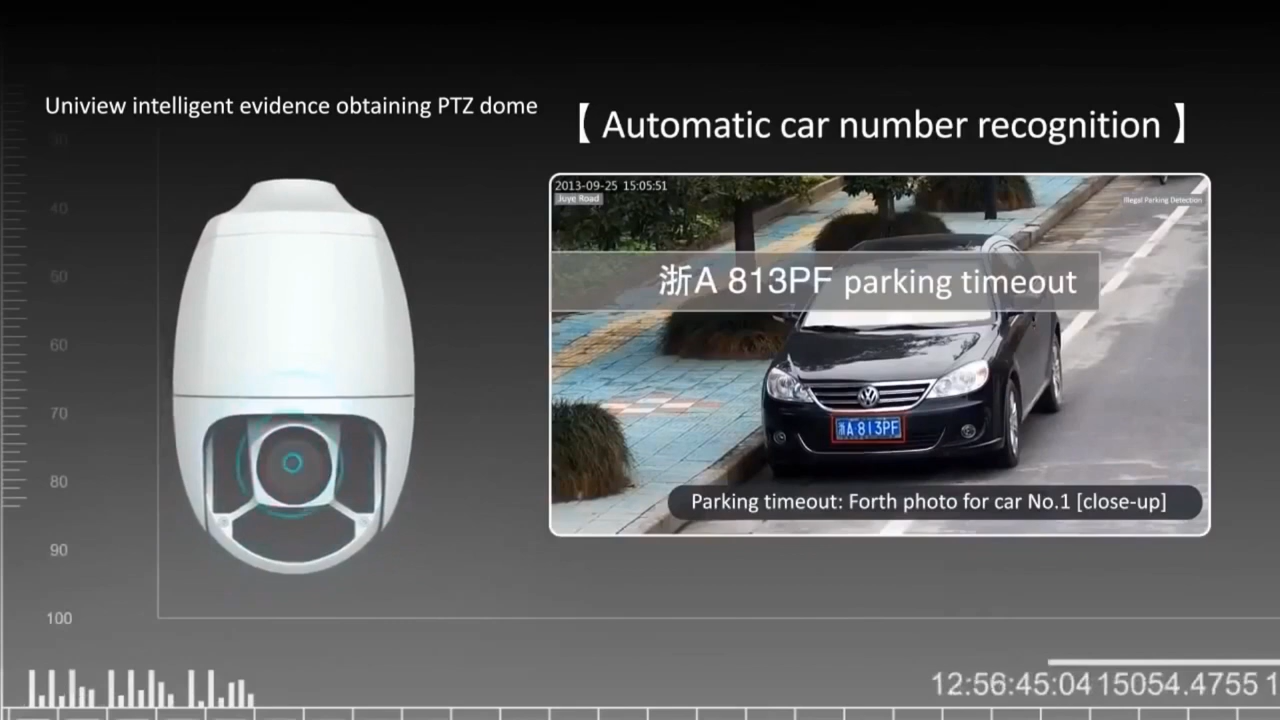 Uniview intelligent evidence obtaining PTZ dome
【 Automatic car number recognition 】
2013-09-25 15:05:51
Juye Road
Illegal Parking Detection
浙A 813PF parking timeout
浙A·813PF
Parking timeout: Forth photo for car No.1 [close-up]
40
50
60
70
80
90
100
12:56:45:04 15054.4755 1